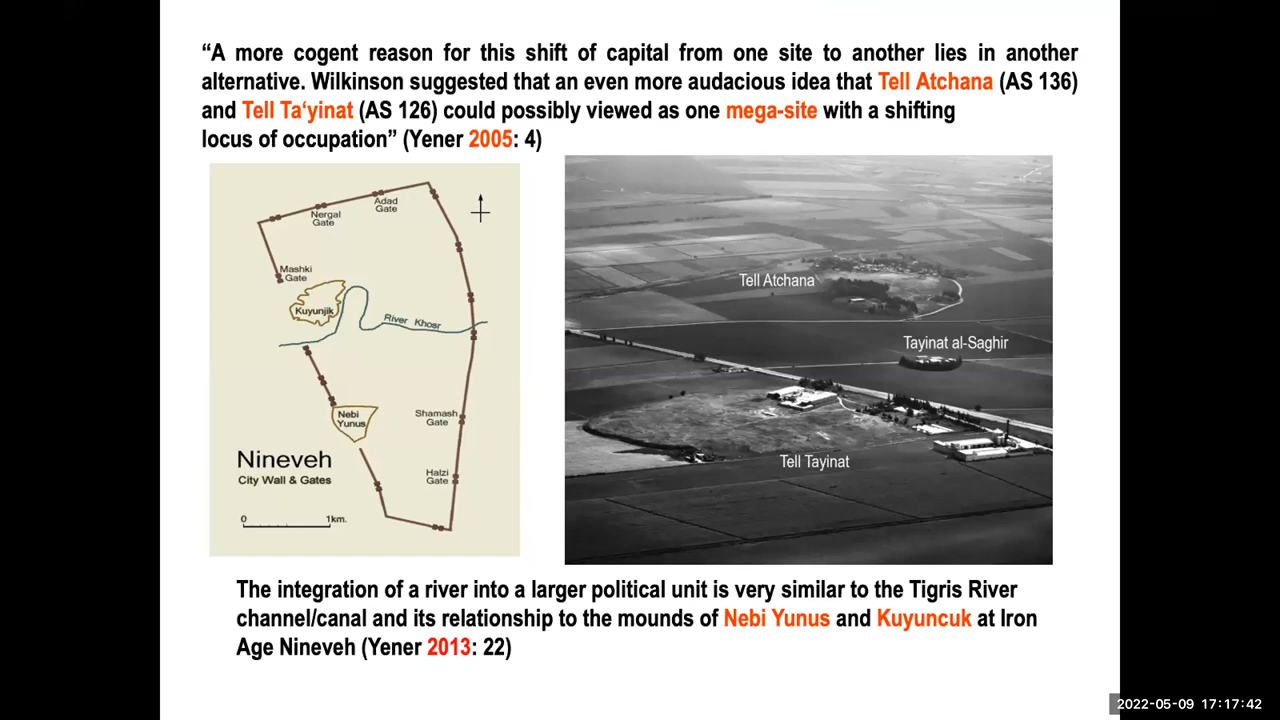 “A more cogent reason for this shift of capital from one site to another lies in another
alternative. Wilkinson suggested that an even more audacious idea that Tell Atchana (AS 136)
and Tell Ta‘yinat (AS 126) could possibly viewed as one mega-site with a shifting
locus of occupation” (Yener 2005: 4)
Adad
Gate
Nergal
Gate
Mashki
Gate
Kuyunjik
River Khosr
Nebi
Yunus
Shamash
Gate
Halzi
Gate
Nineveh
City Wall & Gates
0 1km.
Tell Atchana
Tayinat al-Saghir
Tell Tayinat
The integration of a river into a larger political unit is very similar to the Tigris River
channel/canal and its relationship to the mounds of Nebi Yunus and Kuyuncuk at Iron
Age Nineveh (Yener 2013: 22)
2022-05-09 17:17:42